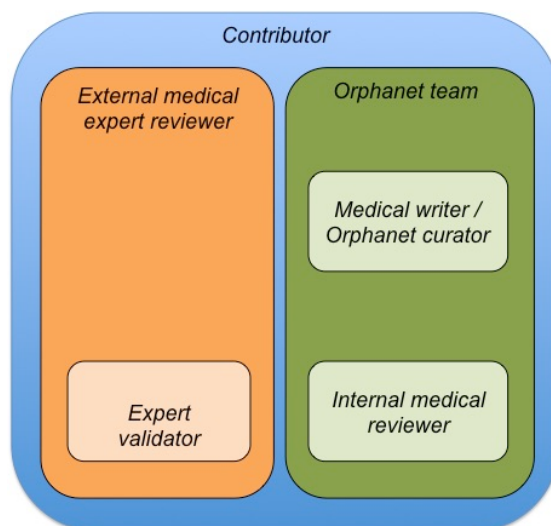 Contributor
External medical
expert reviewer
Orphanet team
Medical writer /
Orphanet curator
Expert
validator
Internal medical
reviewer